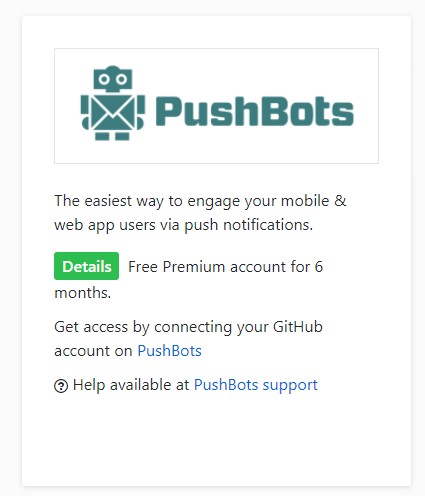 PushBots
The easiest way to engage your mobile &
web app users via push notifications.
Details Free Premium account for 6
months.
Get access by connecting your GitHub
account on PushBots
Help available at PushBots support